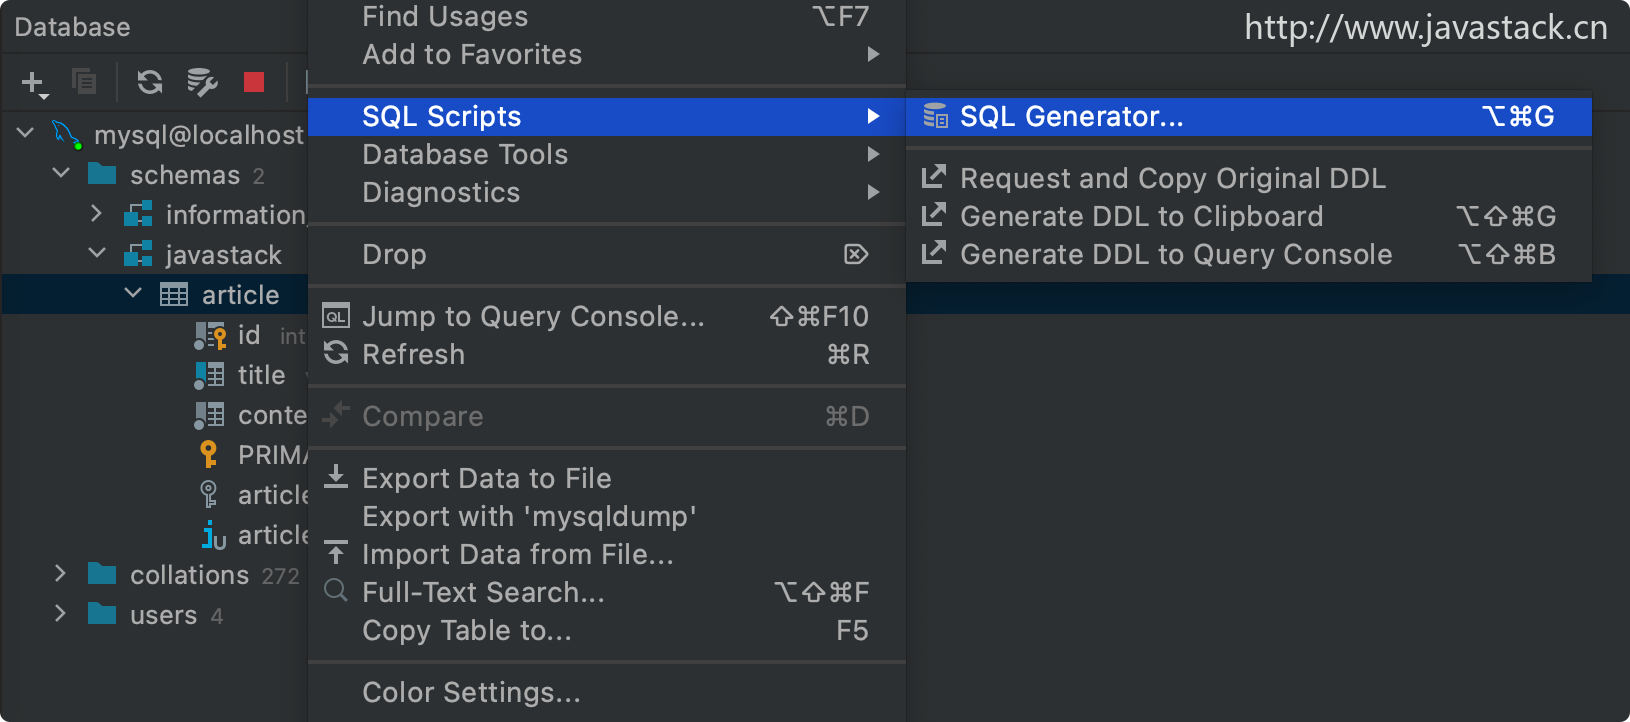 Database
http://www.javastack.cn
mysql@localhost
schemas 2
information
javastack
article
id int
title
conte
PRIMA
article
article
collations 272
users 4
Find Usages ⌥F7
Add to Favorites
SQL Scripts
Database Tools
Diagnostics
Drop
QL Jump to Query Console... ⇧⌘F10
Refresh ⌘R
Compare ⌘D
Export Data to File
Export with 'mysqldump'
Import Data from File...
Full-Text Search... ⌥⇧⌘F
Copy Table to... F5
Color Settings...
SQL Generator... ⌥⌘G
Request and Copy Original DDL
Generate DDL to Clipboard ⌥⇧⌘G
Generate DDL to Query Console ⌥⇧⌘B